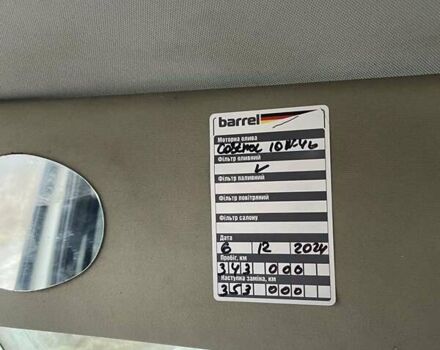 barrel
Моторна олива
Castrol 10W-40
Фільтр оливний
Фільтр паливний
Фільтр повітряний
Фільтр салону
Дата
6 12 2024
Пробіг, км
343 000
Наступна заміна, км
353 000